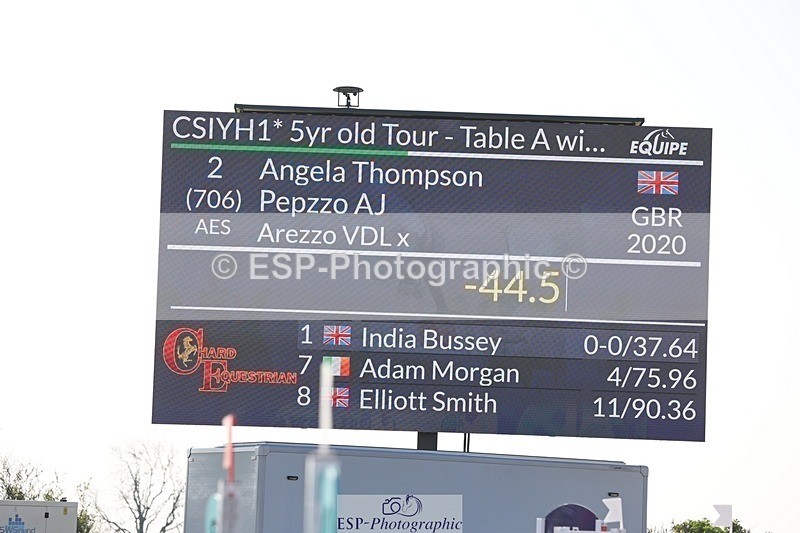 CSIYH1* 5yr old Tour - Table A wi...
EQUIPE
2 Angela Thompson
(706) Pepzzo AJ GBR
AES Arezzo VDL x 2020
© ESP-Photographic ©
-44.5
1 India Bussey 0-0/37.64
7 Adam Morgan 4/75.96
8 Elliott Smith 11/90.36
CHARD
EQUESTRIAN
ESP-Photographic
SWSound